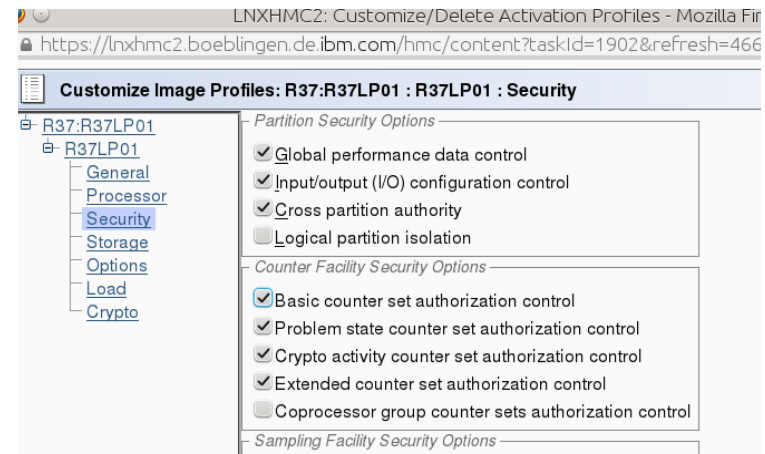 LNXHMC2: Customize/Delete Activation Profiles - Mozilla Fir
https://lnxhmc2.boeblingen.de.ibm.com/hmc/content?taskId=1902&refresh=466
Customize Image Profiles: R37:R37LP01 : R37LP01 : Security
R37:R37LP01
R37LP01
General
Processor
Security
Storage
Options
Load
Crypto
Partition Security Options
Global performance data control
Input/output (I/O) configuration control
Cross partition authority
Logical partition isolation
Counter Facility Security Options
Basic counter set authorization control
Problem state counter set authorization control
Crypto activity counter set authorization control
Extended counter set authorization control
Coprocessor group counter sets authorization control
Sampling Facility Security Options